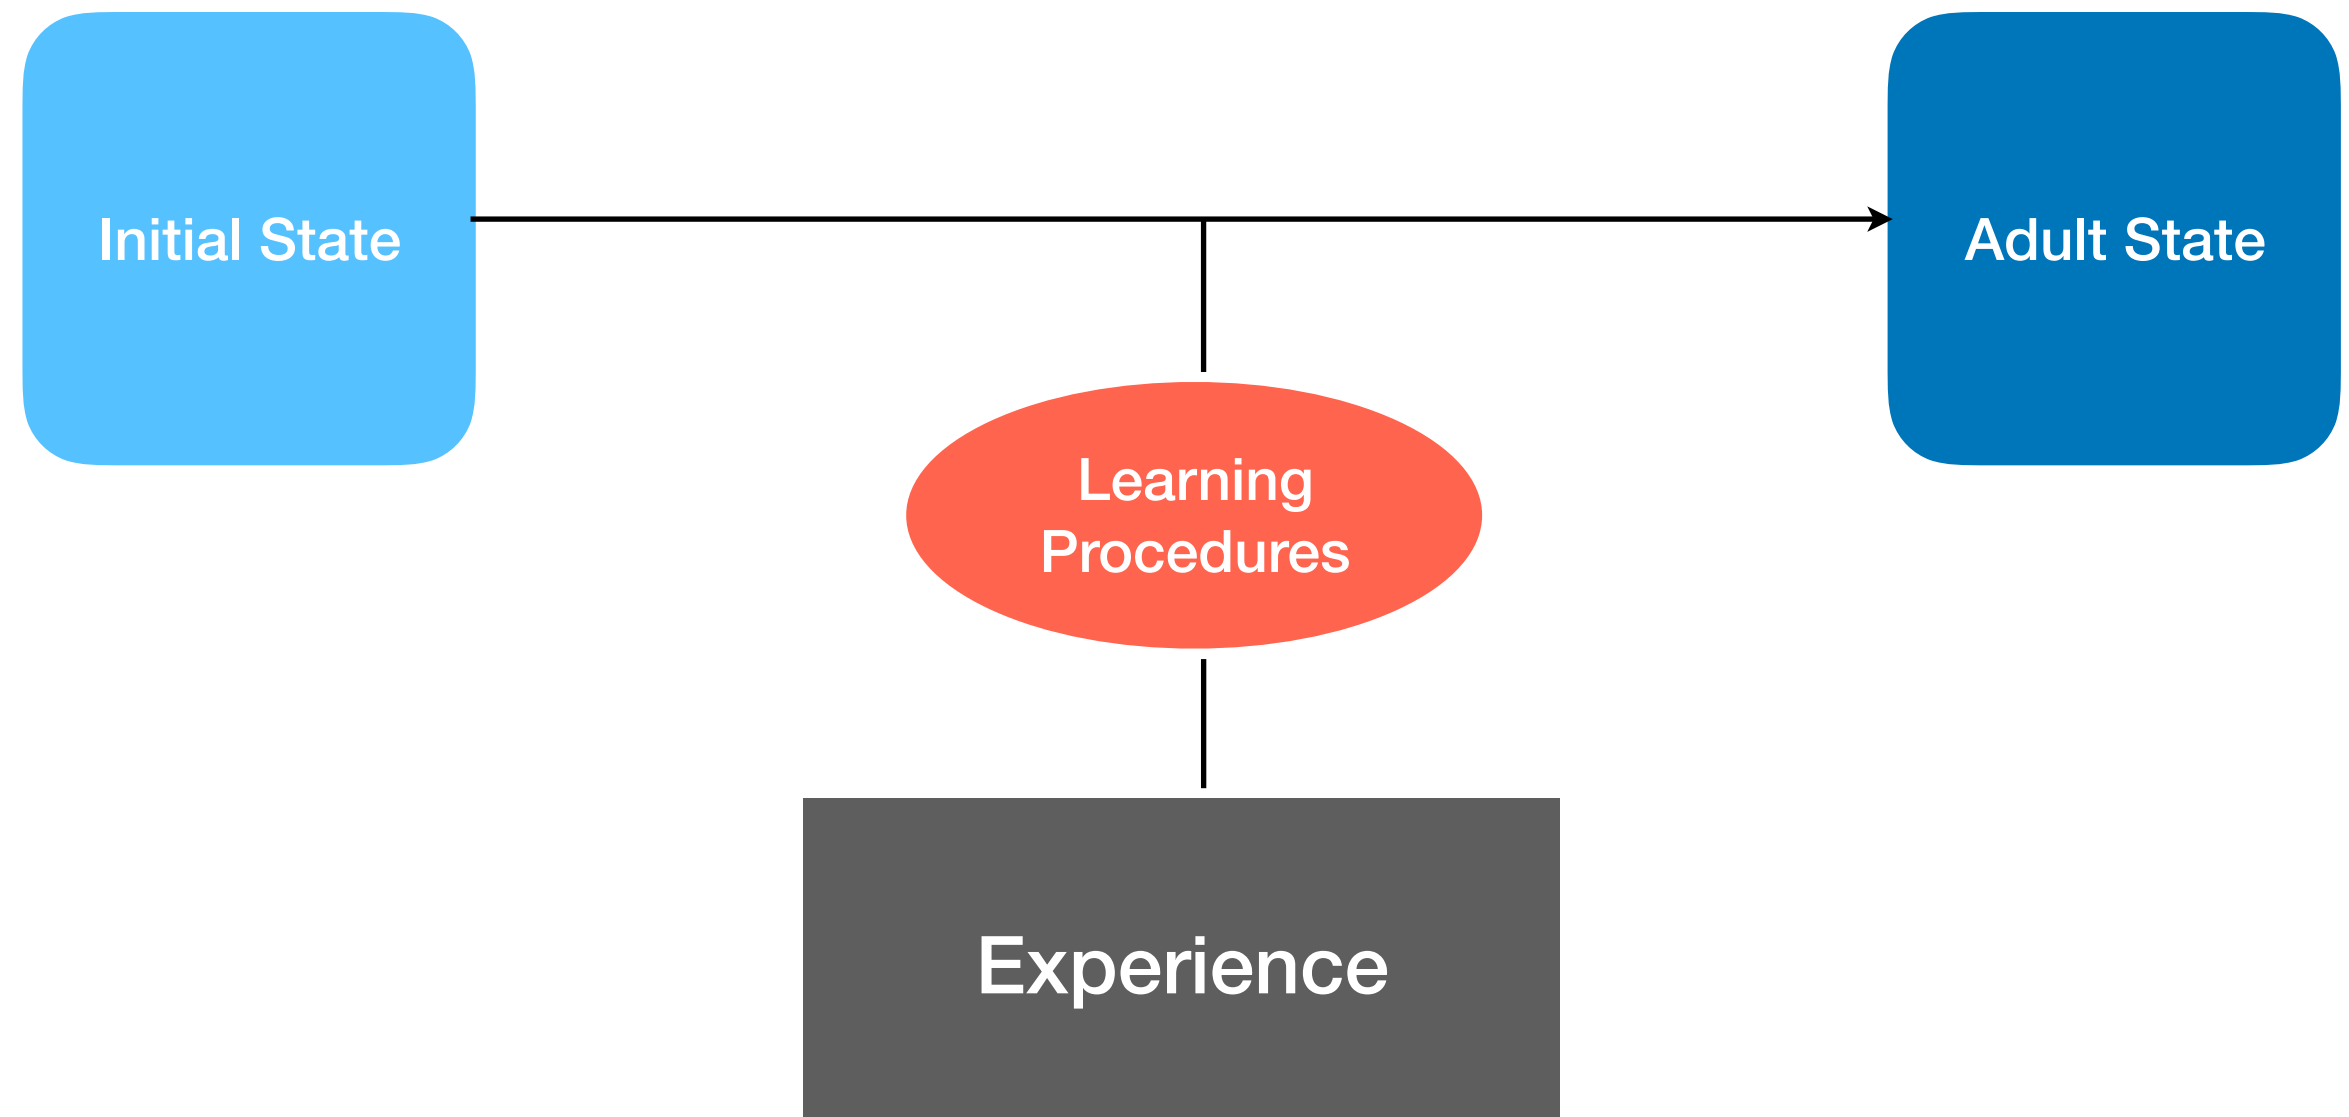 Initial State
Adult State
Learning
Procedures
Experience